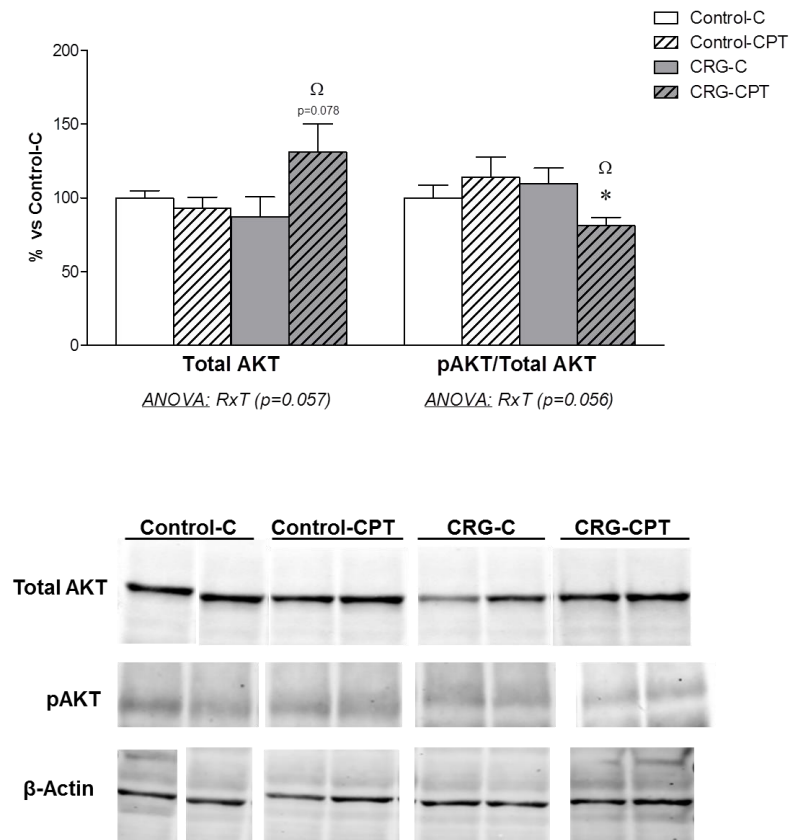 Control-C
Control-CPT
CRG-C
CRG-CPT
200
150
100
50
0
% vs Control-C
Ω
p=0.078
Ω
*
Total AKT
pAKT/Total AKT
ANOVA: RxT (p=0.057)
ANOVA: RxT (p=0.056)
Control-C Control-CPT CRG-C CRG-CPT
Total AKT
pAKT
β-Actin